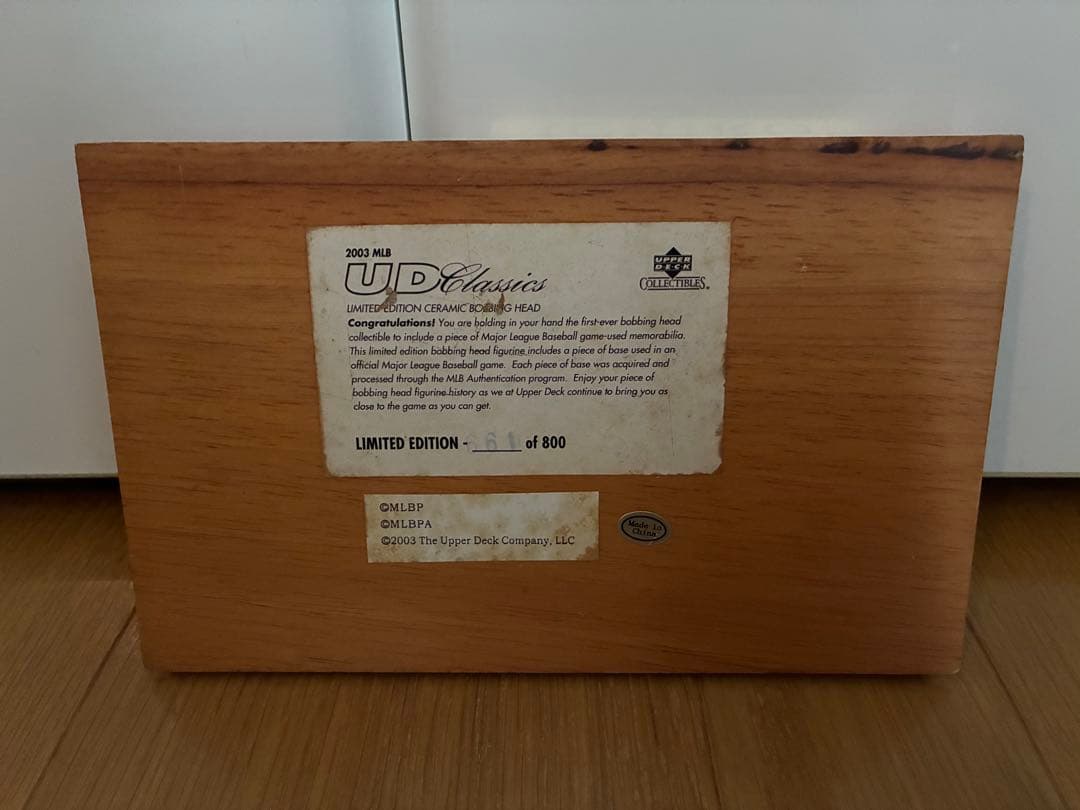 2003 MLB
UD Classics
UPPER
DECK
COLLECTIBLES
LIMITED EDITION CERAMIC BOBBING HEAD
Congratulations! You are holding in your hand the first-ever bobbing head
collectible to include a piece of Major League Baseball game-used memorabilia.
This limited edition bobbing head figurine includes a piece of base used in an
official Major League Baseball game. Each piece of base was acquired and
processed through the MLB Authentication program. Enjoy your piece of
bobbing head figurine history as we at Upper Deck continue to bring you as
close to the game as you can get.
LIMITED EDITION - of 800
©MLBP
©MLBPA
©2003 The Upper Deck Company, LLC
Made in
China